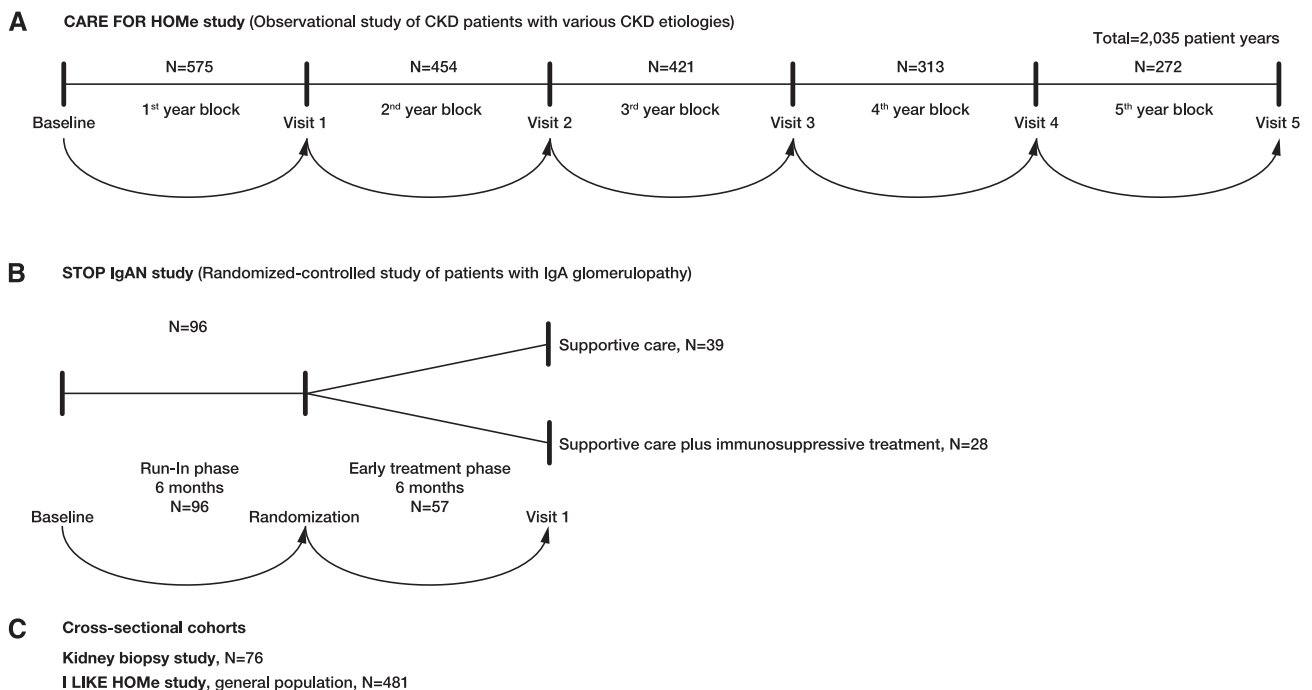 A CARE FOR HOMe study (Observational study of CKD patients with various CKD etiologies)
Total=2,035 patient years
N=575 N=454 N=421 N=313 N=272
1st year block 2nd year block 3rd year block 4th year block 5th year block
Baseline Visit 1 Visit 2 Visit 3 Visit 4 Visit 5
B STOP IgAN study (Randomized-controlled study of patients with IgA glomerulopathy)
N=96
Supportive care, N=39
Supportive care plus immunosuppressive treatment, N=28
Run-In phase
6 months
N=96
Early treatment phase
6 months
N=57
Baseline Randomization Visit 1
C Cross-sectional cohorts
Kidney biopsy study, N=76
I LIKE HOMe study, general population, N=481